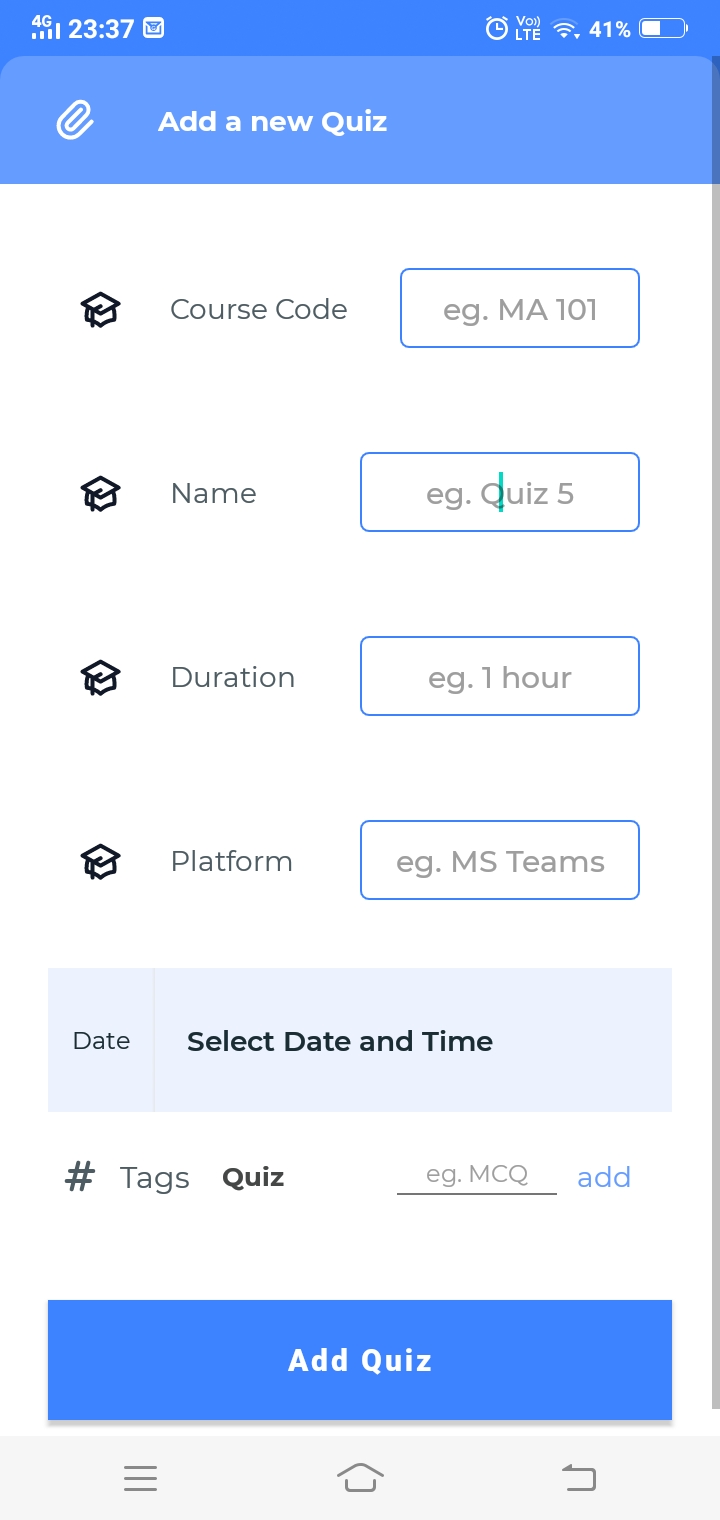 4G 23:37 Vo)) LTE 41%
Add a new Quiz
Course Code eg. MA 101
Name eg. Quiz 5
Duration eg. 1 hour
Platform eg. MS Teams
Date Select Date and Time
# Tags Quiz eg. MCQ add
Add Quiz